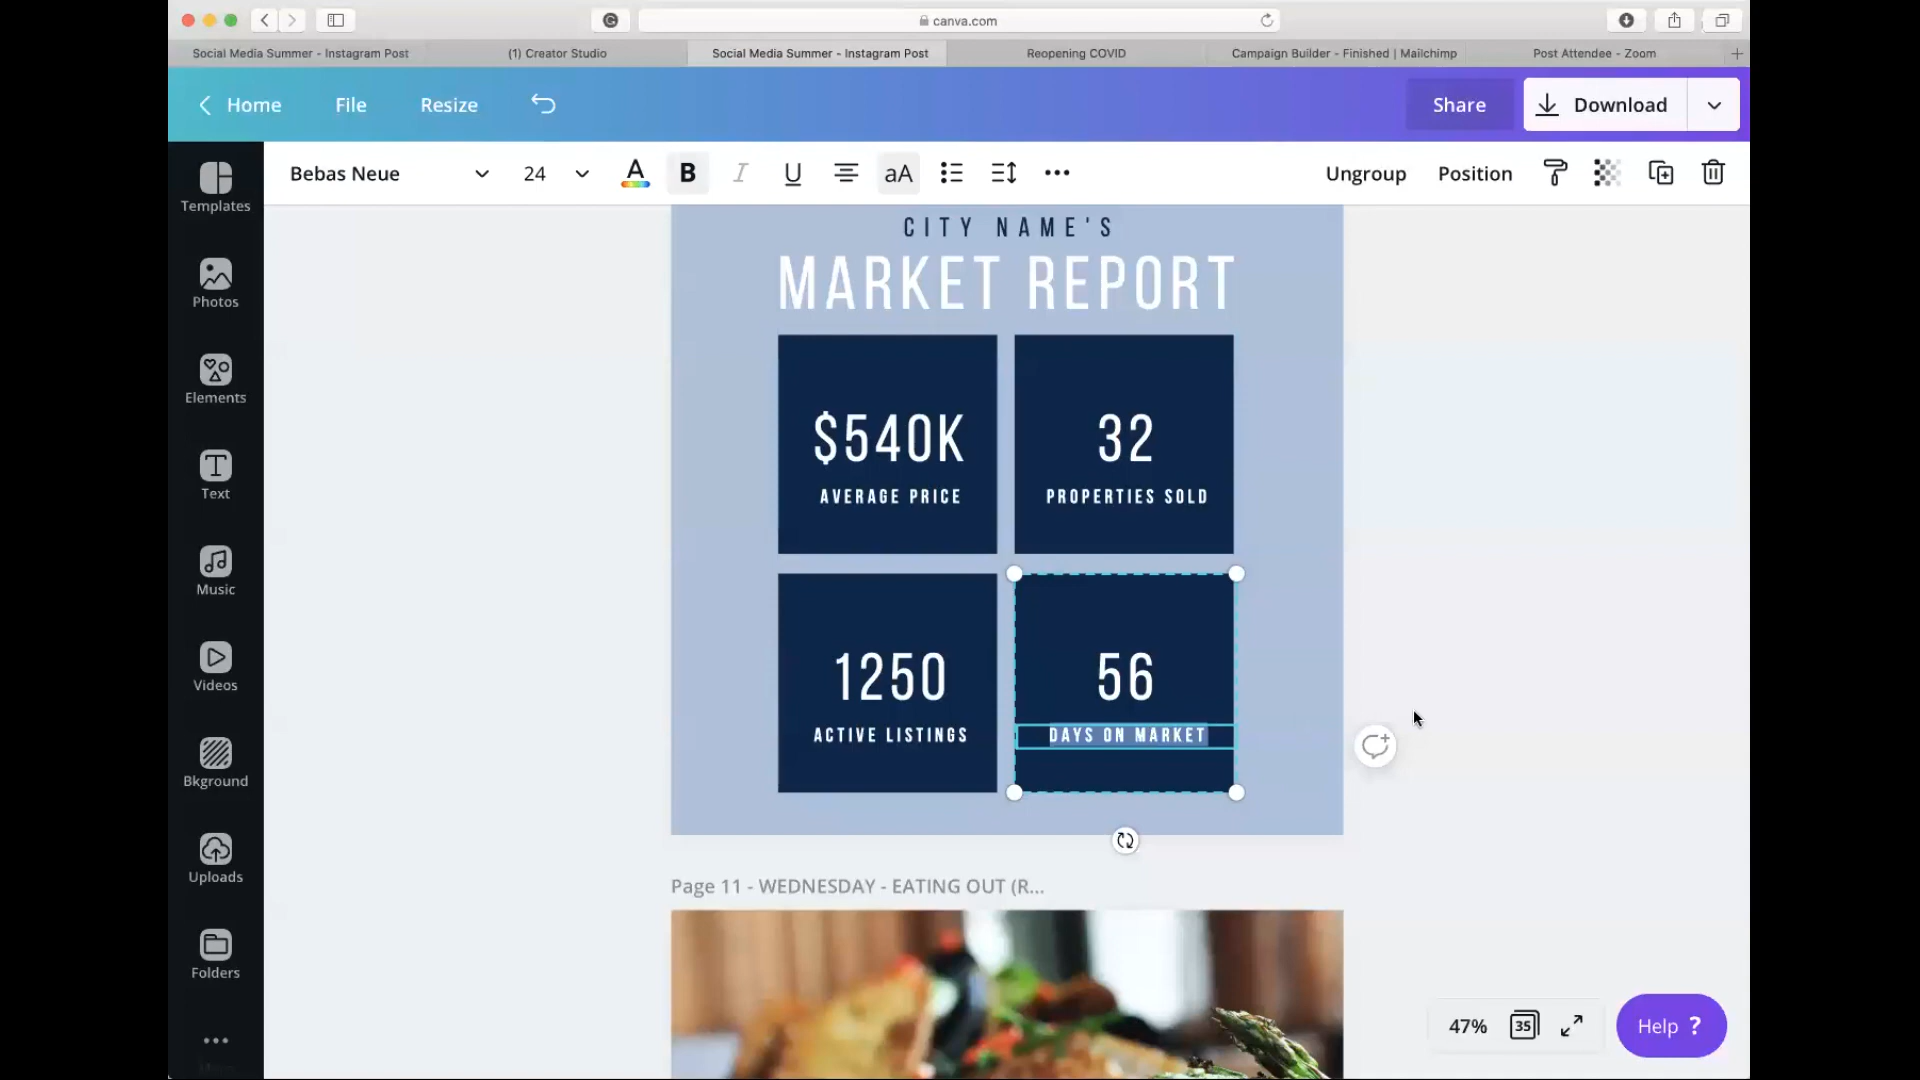 canva.com
Social Media Summer - Instagram Post
(1) Creator Studio
Social Media Summer - Instagram Post
Reopening COVID
Campaign Builder - Finished | Mailchimp
Post Attendee - Zoom
Home
File
Resize
Share
Download
Bebas Neue
24
A
B
I
U
aA
Ungroup
Position
Templates
Photos
Elements
Text
Music
Videos
Bkground
Uploads
Folders
CITY NAME'S
MARKET REPORT
$540K
AVERAGE PRICE
32
PROPERTIES SOLD
1250
ACTIVE LISTINGS
56
DAYS ON MARKET
Page 11 - WEDNESDAY - EATING OUT (R...
47%
35
Help ?